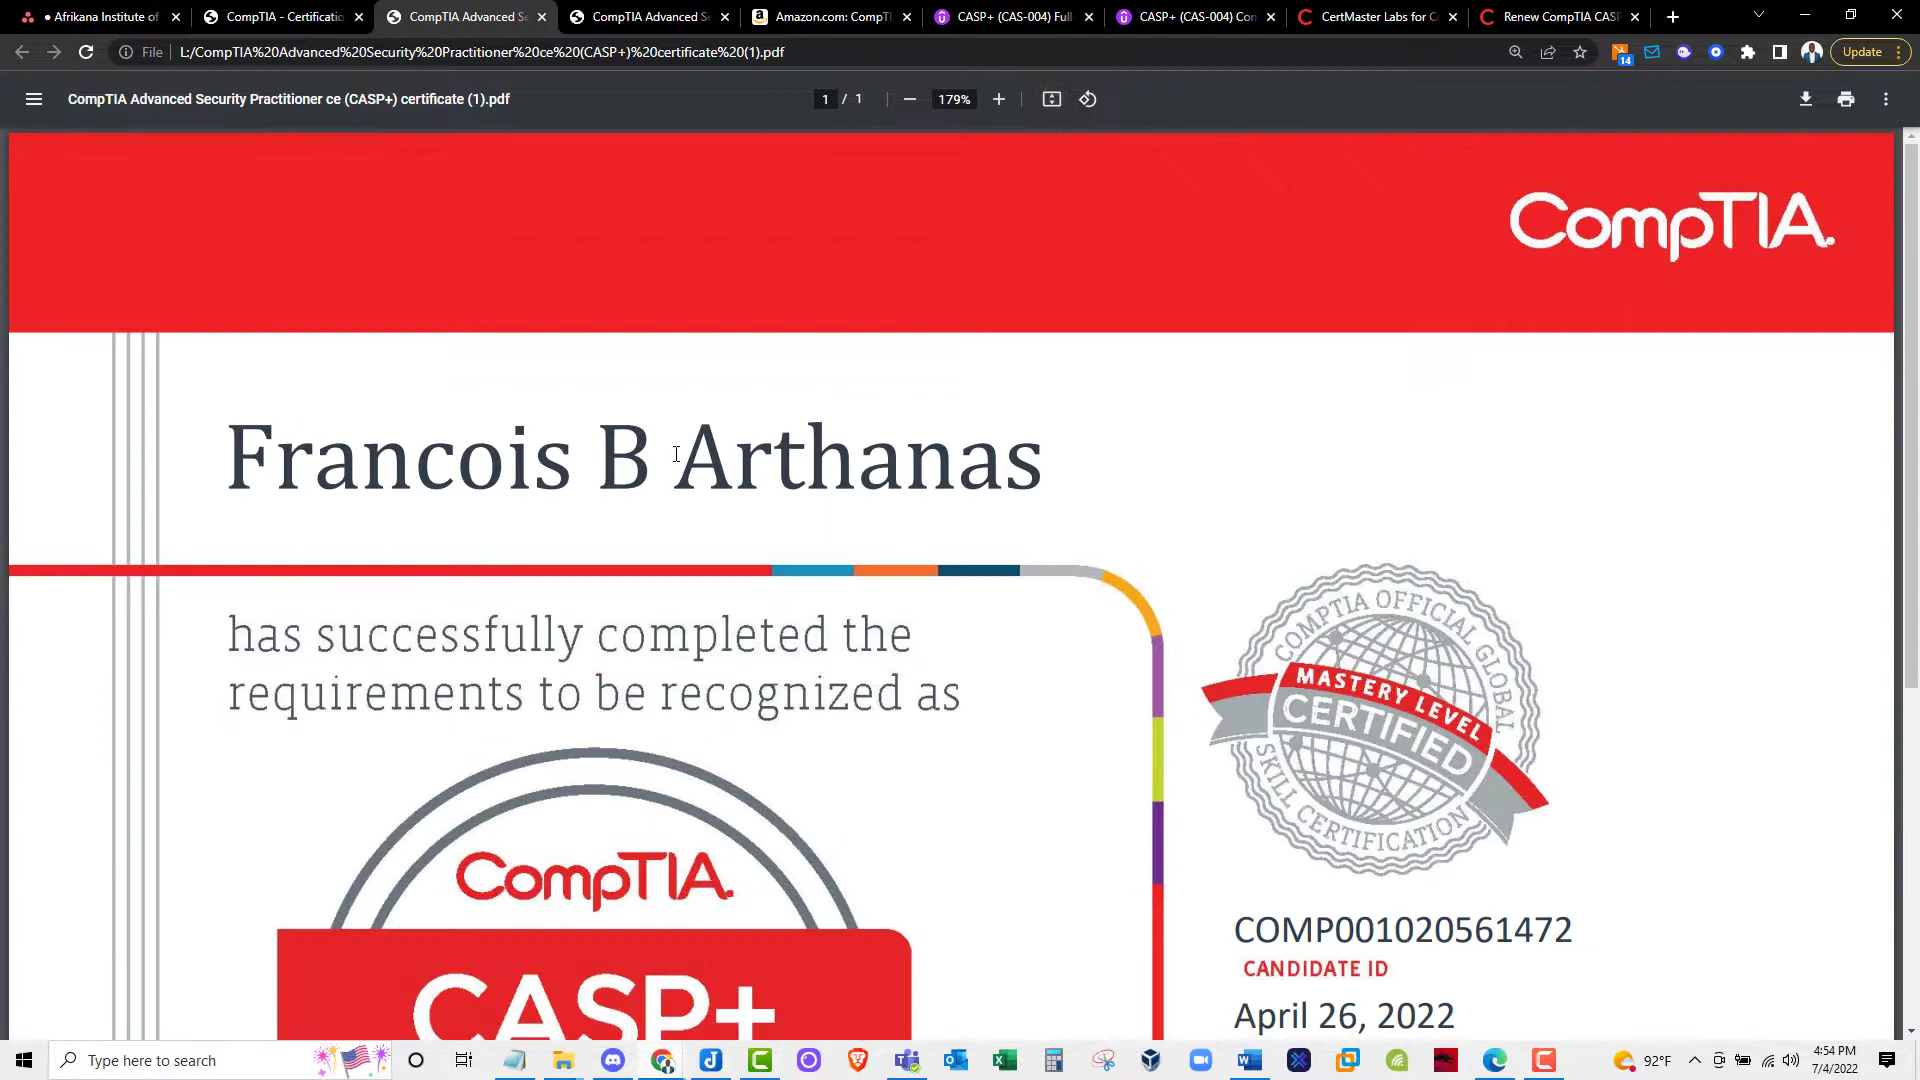 ● Afrikana Institute of
CompTIA - Certificatio
CompTIA Advanced Se
CompTIA Advanced Se
Amazon.com: CompTI
CASP+ (CAS-004) Full
CASP+ (CAS-004) Con
CertMaster Labs for C
Renew CompTIA CASP
File | L:/CompTIA%20Advanced%20Security%20Practitioner%20ce%20(CASP+)%20certificate%20(1).pdf
14
Update
CompTIA Advanced Security Practitioner ce (CASP+) certificate (1).pdf
1 / 1
179%
CompTIA.
Francois B Arthanas
has successfully completed the
requirements to be recognized as
COMPTIA OFFICIAL GLOBAL
MASTERY LEVEL
CERTIFIED
SKILL CERTIFICATION
CompTIA.
CASP+
COMP001020561472
CANDIDATE ID
April 26, 2022
Type here to search
92°F
4:54 PM
7/4/2022